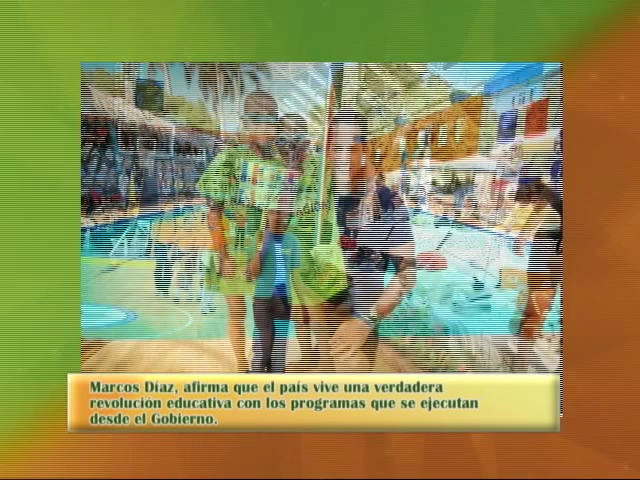 Marcos Díaz, afirma que el país vive una verdadera
revolución educativa con los programas que se ejecutan
desde el Gobierno.